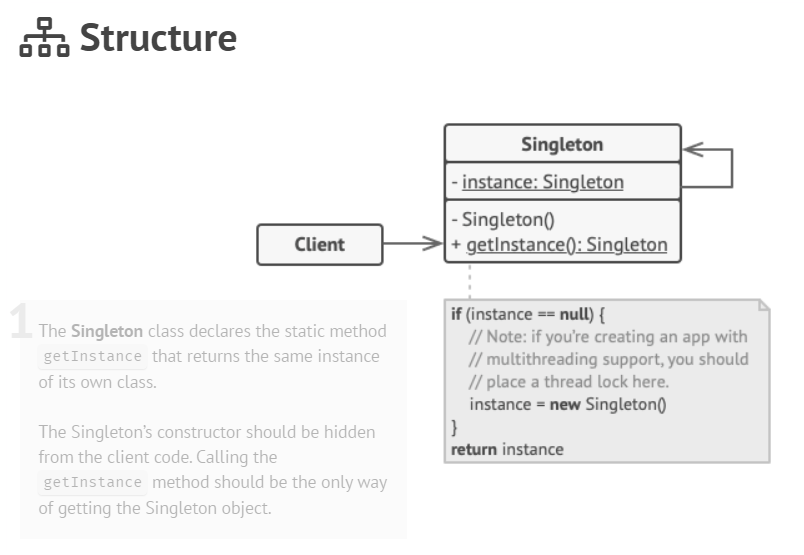 Structure
Singleton
- instance: Singleton
- Singleton()
+ getInstance(): Singleton
Client
1
The Singleton class declares the static method
getInstance that returns the same instance
of its own class.
The Singleton’s constructor should be hidden
from the client code. Calling the
getInstance method should be the only way
of getting the Singleton object.
if (instance == null) {
// Note: if you’re creating an app with
// multithreading support, you should
// place a thread lock here.
instance = new Singleton()
}
return instance